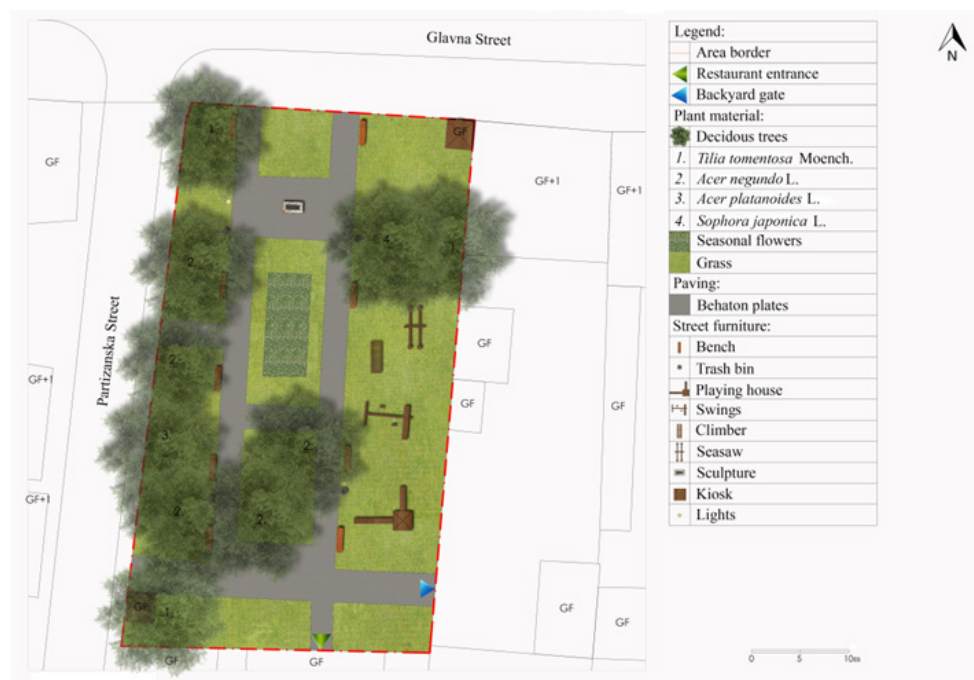 Glavna Street
Partizanska Street
N
GF
GF+1
GF+1
GF
GF
GF
GF
GF+1
GF+1
GF
GF
GF
GF
GF
1.
4.
1.
2.
2.
3.
2.
2.
2.
1.
Legend:
Area border
Restaurant entrance
Backyard gate
Plant material:
Decidous trees
1. Tilia tomentosa Moench.
2. Acer negundo L.
3. Acer platanoides L.
4. Sophora japonica L.
Seasonal flowers
Grass
Paving:
Behaton plates
Street furniture:
Bench
Trash bin
Playing house
Swings
Climber
Seasaw
Sculpture
Kiosk
Lights
0 5 10m